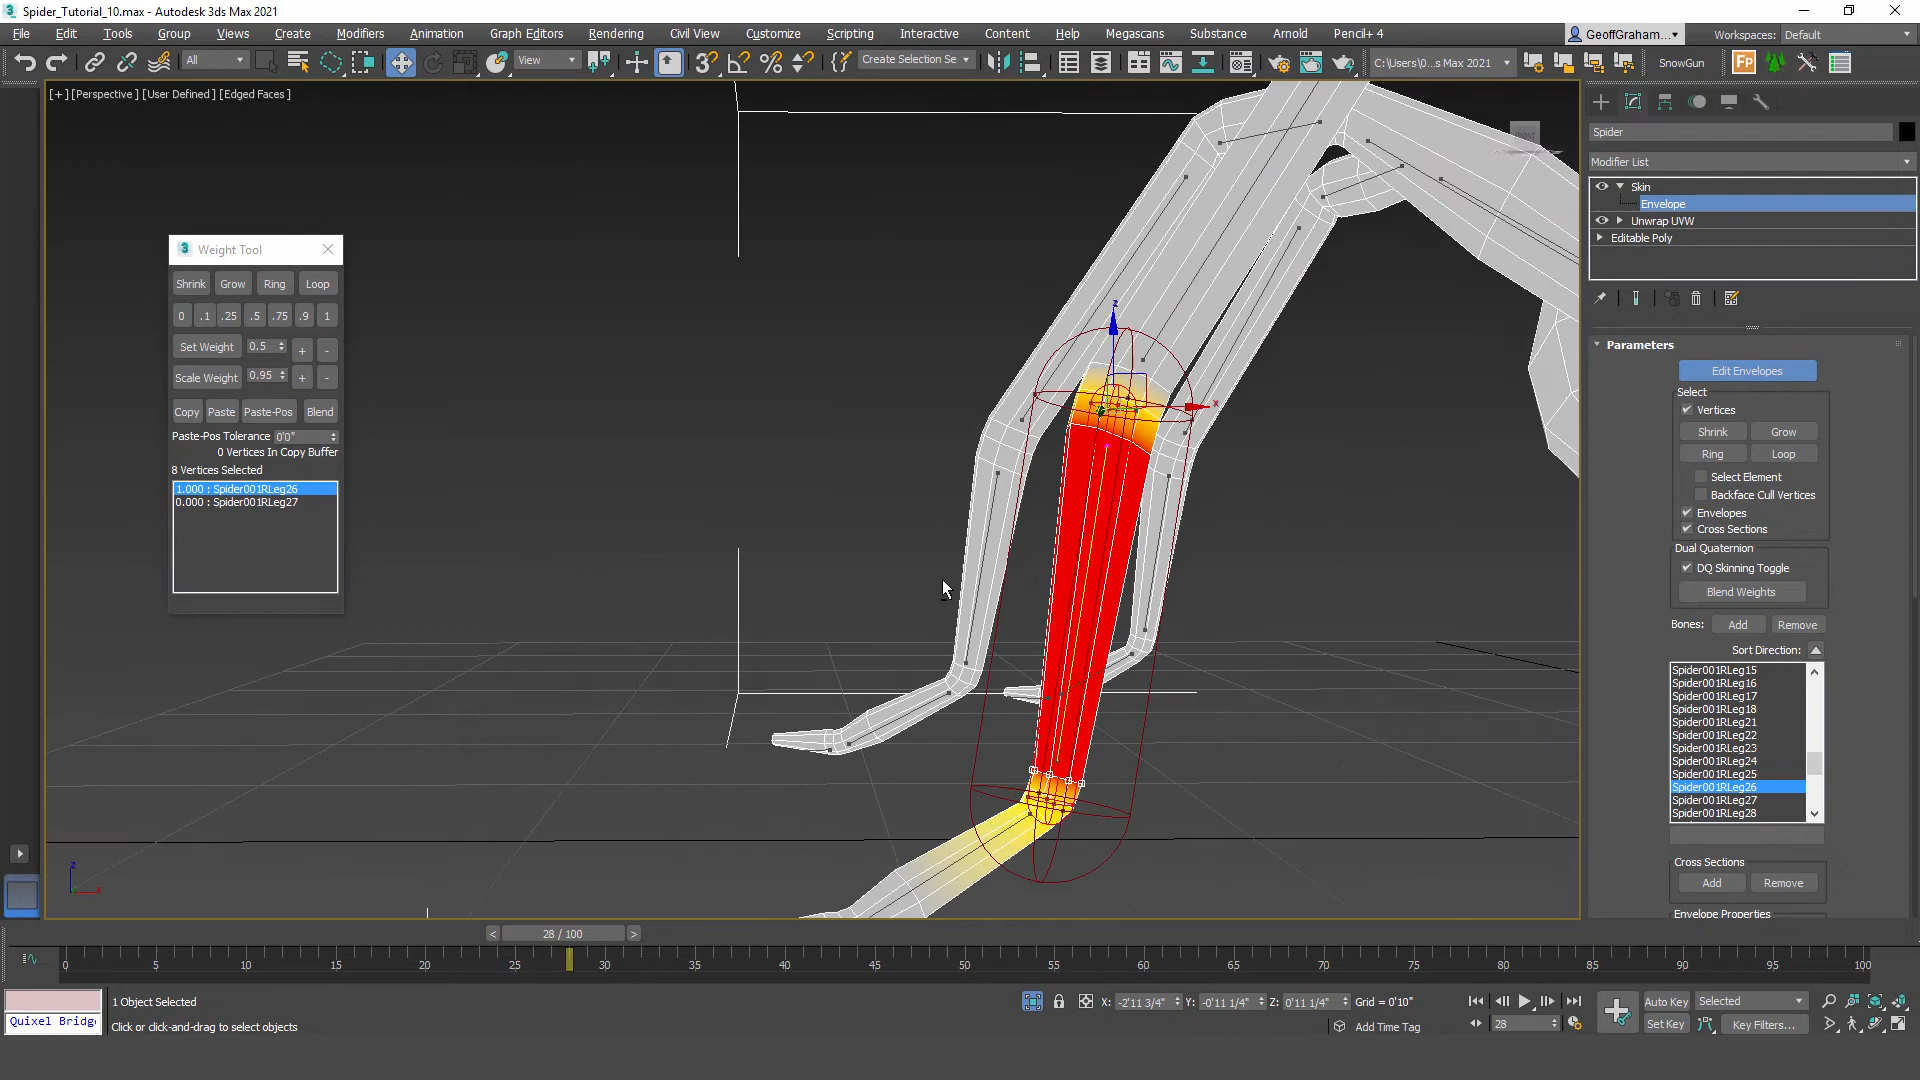 Spider_Tutorial_10.max - Autodesk 3ds Max 2021
File Edit Tools Group Views Create Modifiers Animation Graph Editors Rendering Civil View Customize Scripting Interactive Content Help Megascans Substance Arnold Pencil+ 4
GeoffGraham... Workspaces: Default
All View Create Selection Se C:\Users\0...s Max 2021 SnowGun
[+] [Perspective] [User Defined] [Edged Faces]
Weight Tool
Shrink Grow Ring Loop
0 .1 .25 .5 .75 .9 1
Set Weight 0.5 + -
Scale Weight 0.95 + -
Copy Paste Paste-Pos Blend
Paste-Pos Tolerance 0'0"
0 Vertices In Copy Buffer
8 Vertices Selected
1.000 : Spider001RLeg26
0.000 : Spider001RLeg27
z
x
z
x
Spider
Modifier List
Skin
Envelope
Unwrap UVW
Editable Poly
Parameters
Edit Envelopes
Select
Vertices
Shrink Grow
Ring Loop
Select Element
Backface Cull Vertices
Envelopes
Cross Sections
Dual Quaternion
DQ Skinning Toggle
Blend Weights
Bones: Add Remove
Sort Direction:
Spider001RLeg15
Spider001RLeg16
Spider001RLeg17
Spider001RLeg18
Spider001RLeg21
Spider001RLeg22
Spider001RLeg23
Spider001RLeg24
Spider001RLeg25
Spider001RLeg26
Spider001RLeg27
Spider001RLeg28
Cross Sections
Add Remove
Envelope Properties
< 28 / 100 >
0 5 10 15 20 25 30 35 40 45 50 55 60 65 70 75 80 85 90 95 100
1 Object Selected
X: -2'11 3/4" Y: -0'11 1/4" Z: 0'11 1/4" Grid = 0'10"
Auto Key Selected
Quixel Bridg
Click or click-and-drag to select objects
Add Time Tag
28
Set Key Key Filters...